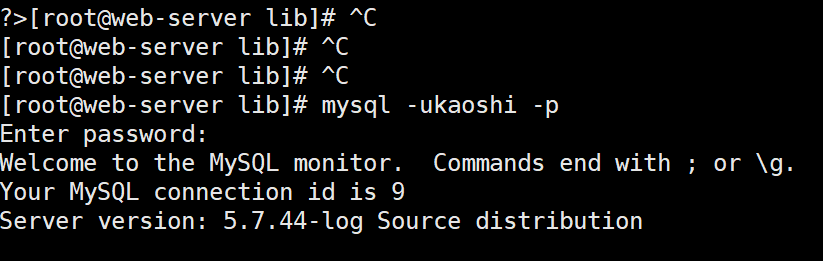 ?>[root@web-server lib]# ^C
[root@web-server lib]# ^C
[root@web-server lib]# ^C
[root@web-server lib]# mysql -ukaoshi -p
Enter password:
Welcome to the MySQL monitor.  Commands end with ; or \g.
Your MySQL connection id is 9
Server version: 5.7.44-log Source distribution